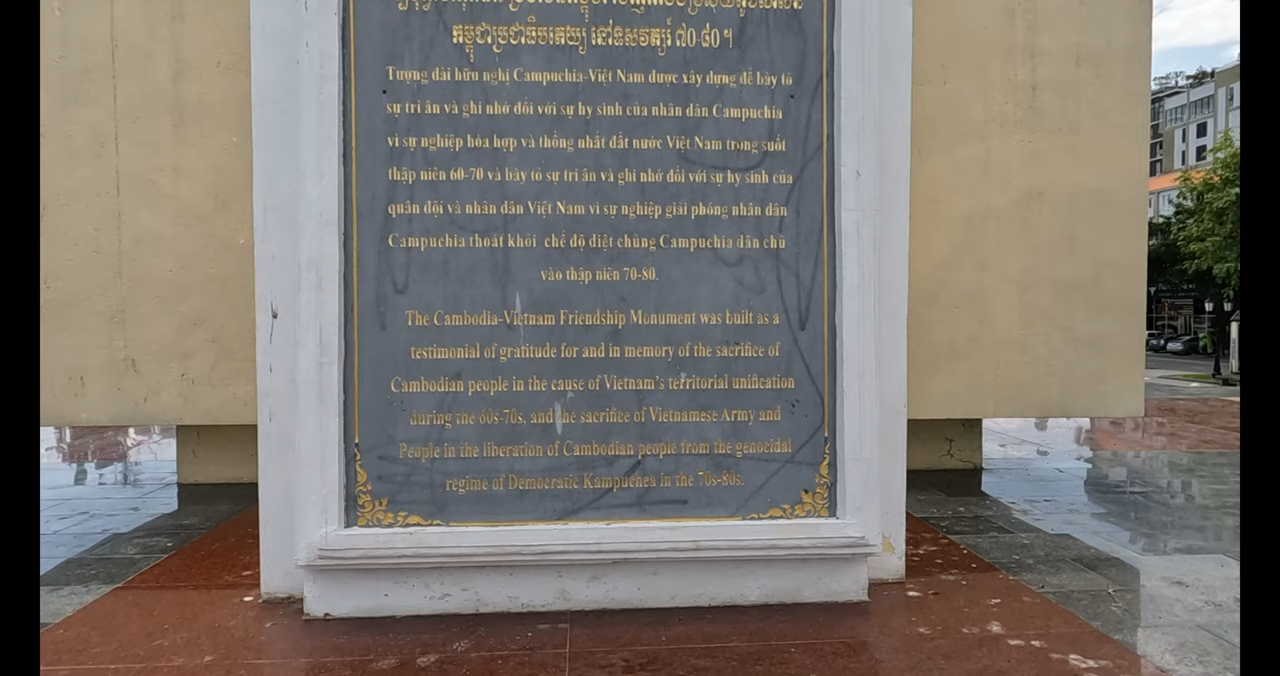 កម្ពុជាប្រជាធិបតេយ្យ នៅទសវត្សរ៍ ៧០-៨០។
Tượng đài hữu nghị Campuchia-Việt Nam được xây dựng để bày tỏ
sự tri ân và ghi nhớ đối với sự hy sinh của nhân dân Campuchia
vì sự nghiệp hòa hợp và thống nhất đất nước Việt Nam trong suốt
thập niên 60-70 và bày tỏ sự tri ân và ghi nhớ đối với sự hy sinh của
quân đội và nhân dân Việt Nam vì sự nghiệp giải phóng nhân dân
Campuchia thoát khỏi chế độ diệt chủng Campuchia dân chủ
vào thập niên 70-80.
The Cambodia-Vietnam Friendship Monument was built as a
testimonial of gratitude for and in memory of the sacrifice of
Cambodian people in the cause of Vietnam's territorial unification
during the 60s-70s, and the sacrifice of Vietnamese Army and
People in the liberation of Cambodian people from the genocidal
regime of Democratic Kampuchea in the 70s-80s.